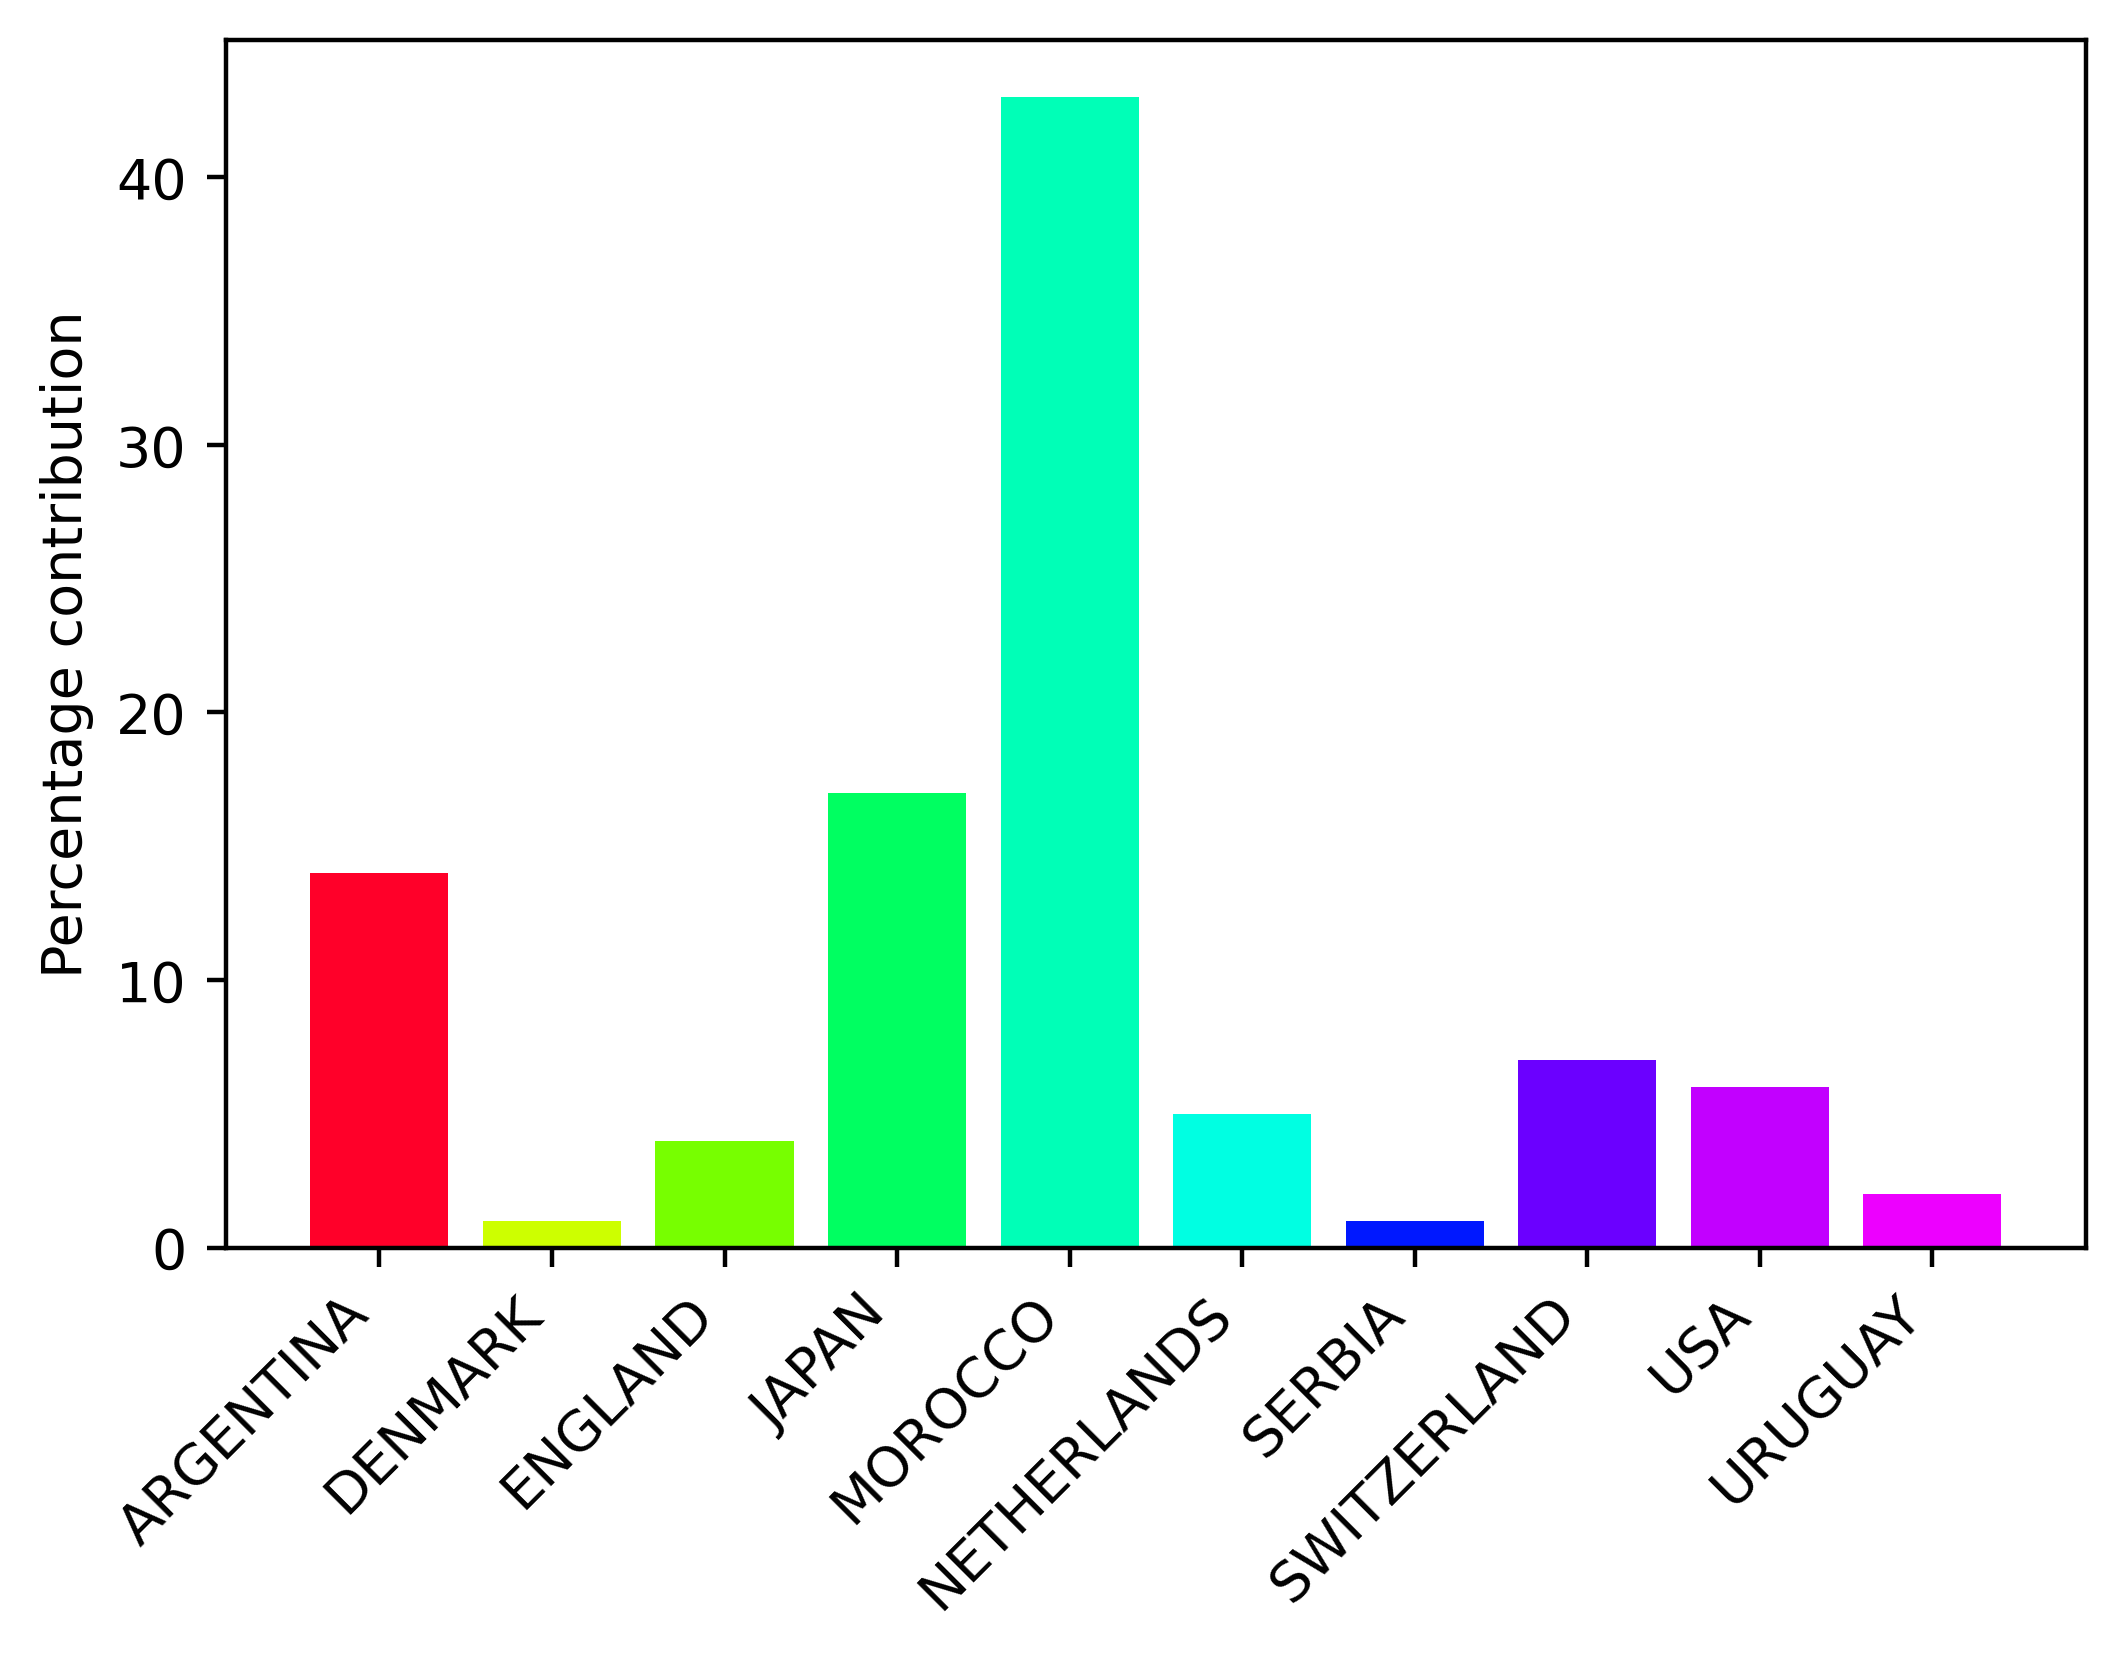 Percentage contribution
40
30
20
10
0
ARGENTINA
DENMARK
ENGLAND
JAPAN
MOROCCO
NETHERLANDS
SERBIA
SWITZERLAND
USA
URUGUAY